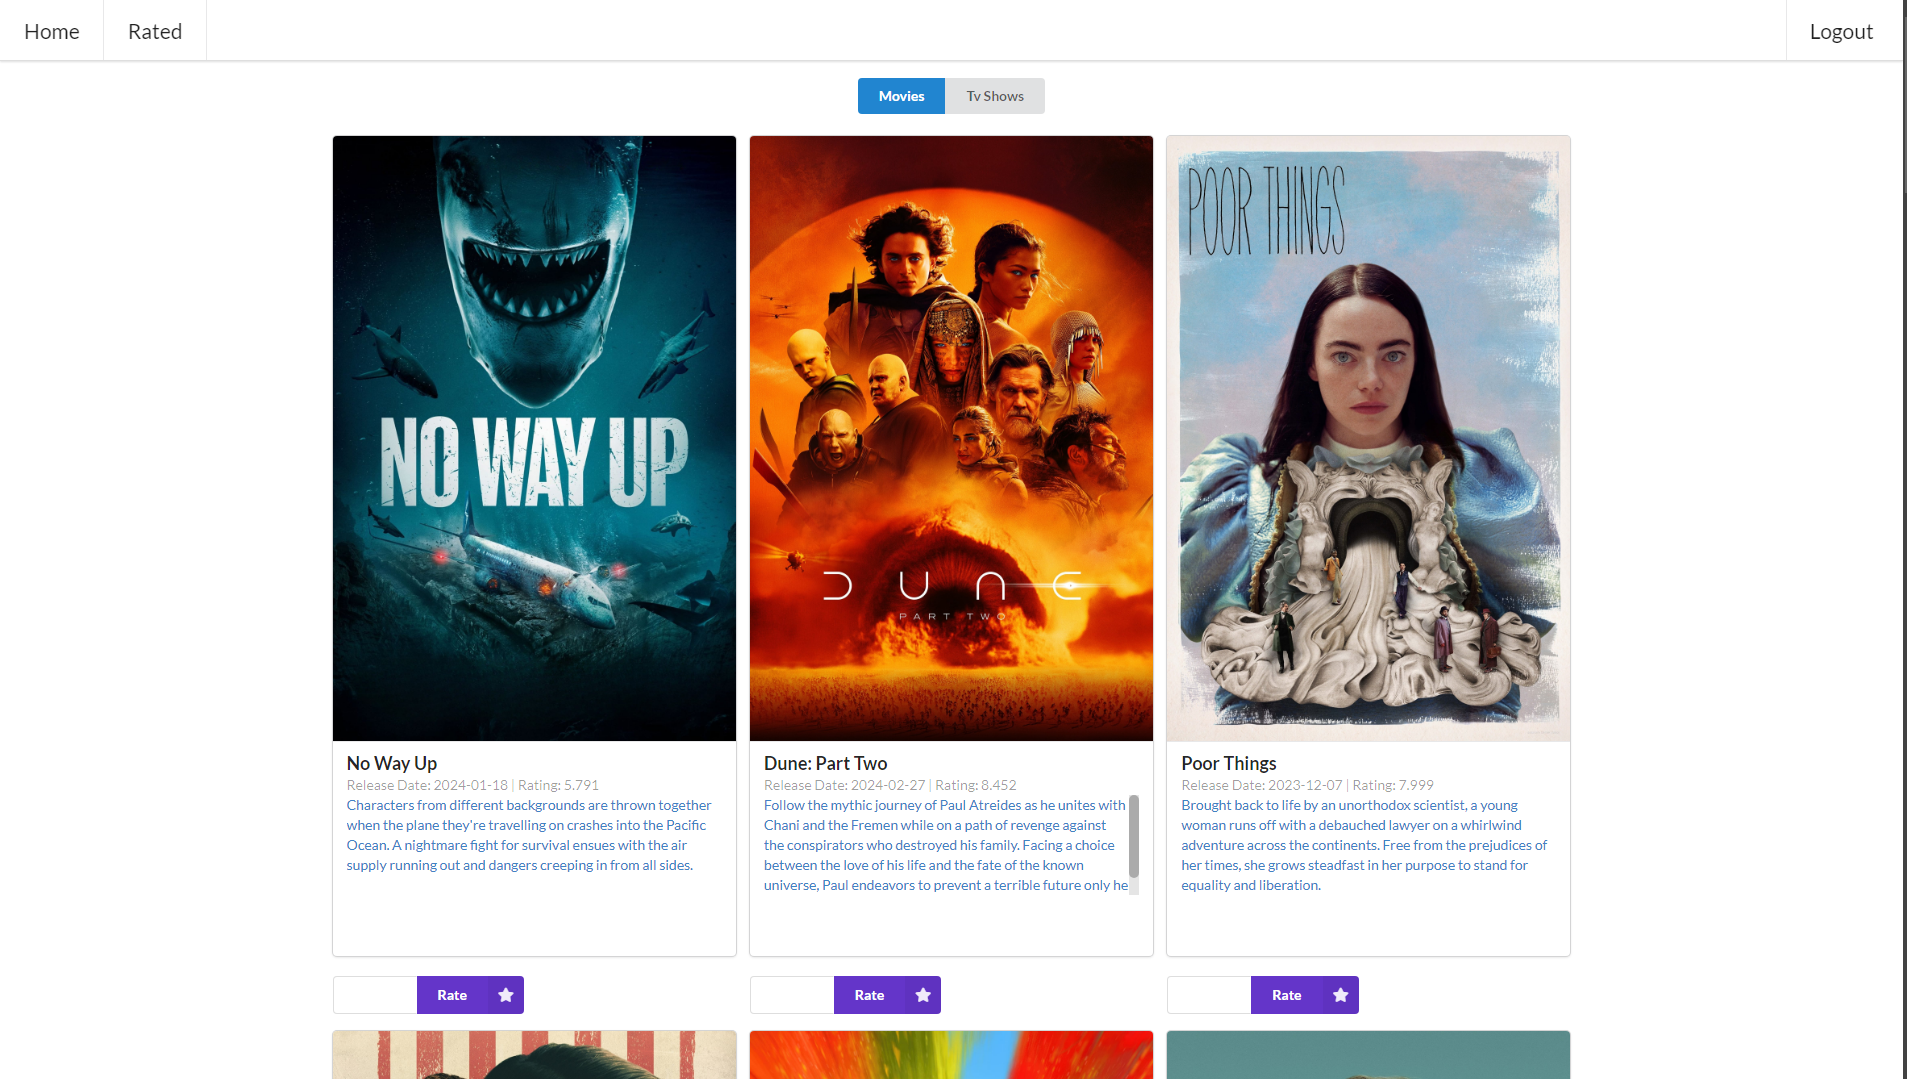 Home
Rated
Logout
Movies
Tv Shows
NO WAY UP
DUNE
PART TWO
POOR THINGS
No Way Up
Release Date: 2024-01-18 | Rating: 5.791
Characters from different backgrounds are thrown together
when the plane they're travelling on crashes into the Pacific
Ocean. A nightmare fight for survival ensues with the air
supply running out and dangers creeping in from all sides.
Rate
Dune: Part Two
Release Date: 2024-02-27 | Rating: 8.452
Follow the mythic journey of Paul Atreides as he unites with
Chani and the Fremen while on a path of revenge against
the conspirators who destroyed his family. Facing a choice
between the love of his life and the fate of the known
universe, Paul endeavors to prevent a terrible future only he
Rate
Poor Things
Release Date: 2023-12-07 | Rating: 7.999
Brought back to life by an unorthodox scientist, a young
woman runs off with a debauched lawyer on a whirlwind
adventure across the continents. Free from the prejudices of
her times, she grows steadfast in her purpose to stand for
equality and liberation.
Rate